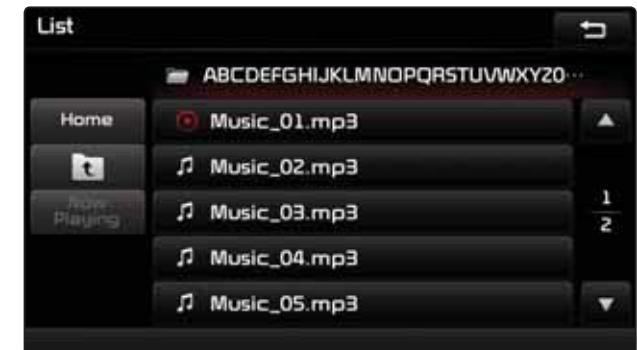 List
ABCDEFGHIJKLMNOPQRSTUVWXYZ0…
Home
Music_01.mp3
Music_02.mp3
Now
Playing
Music_03.mp3
1
2
Music_04.mp3
Music_05.mp3